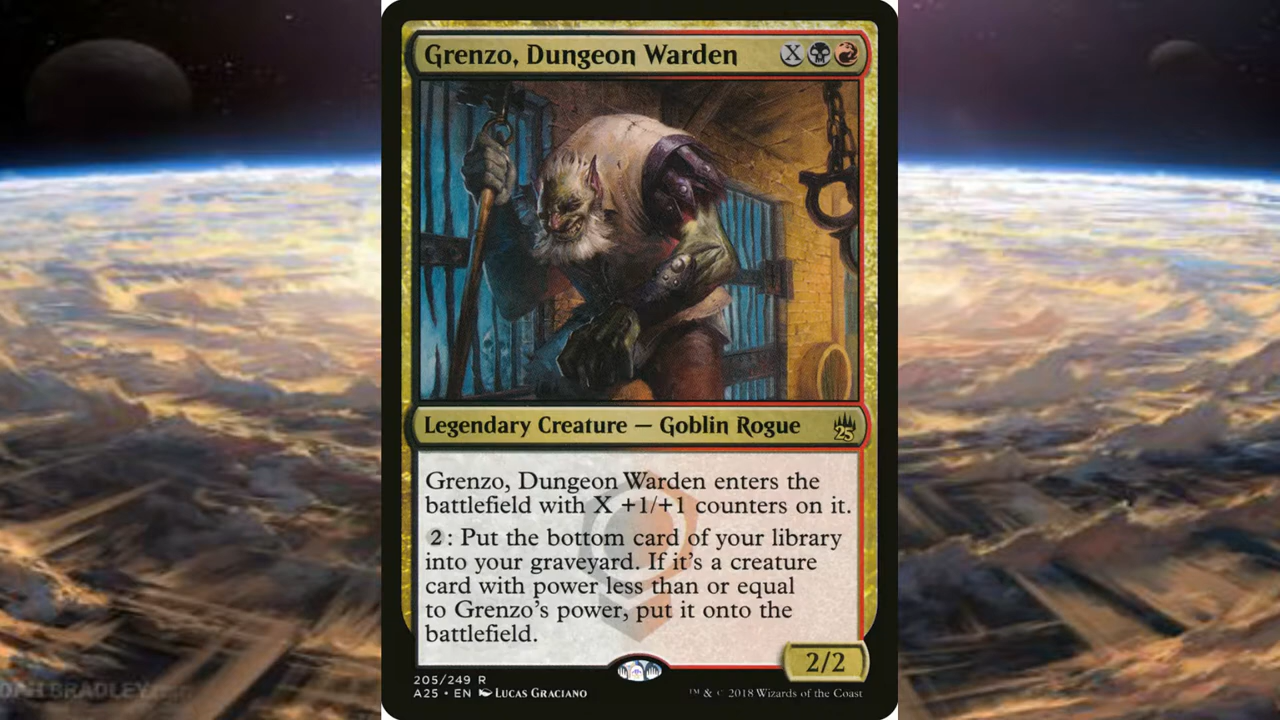 Grenzo, Dungeon Warden X
Legendary Creature — Goblin Rogue
25
Grenzo, Dungeon Warden enters the
battlefield with X +1/+1 counters on it.
2: Put the bottom card of your library
into your graveyard. If it's a creature
card with power less than or equal
to Grenzo's power, put it onto the
battlefield.
2/2
205/249 R
A25 • EN Lucas Graciano
™ & © 2018 Wizards of the Coast